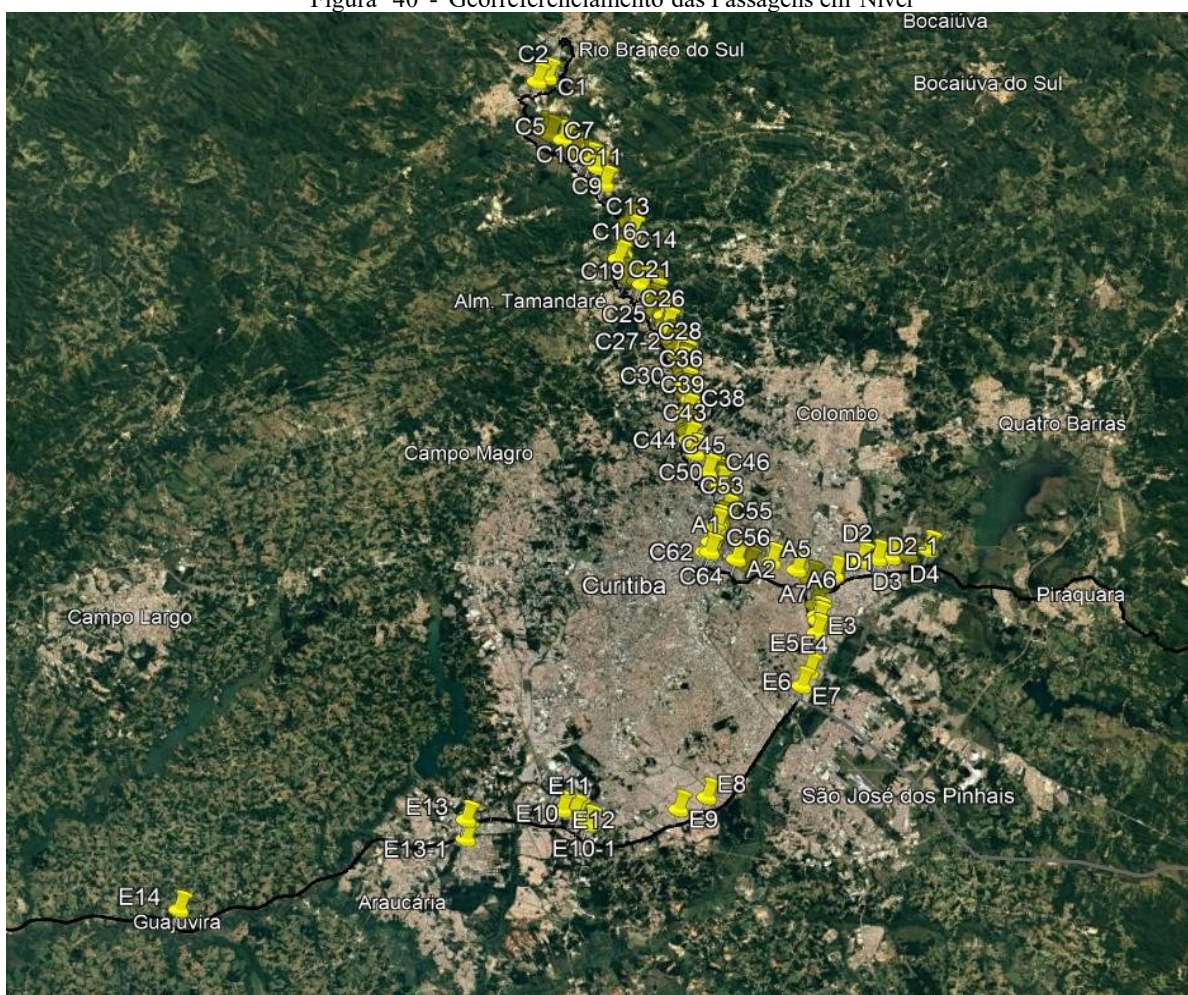 Figura 40 - Georreferenciamento das Passagens em Nível
Bocaiúva
C2
Rio Branco do Sul
C1
Bocaiúva do Sul
C5
C7
C10
C11
C9
C13
C16
C14
C19
C21
Alm. Tamandaré
C26
C25
C28
C27-2
C36
C30
C39
C38
C43
Colombo
Quatro Barras
C44
C45
Campo Magro
C46
C50
C53
C55
A1
C56
D2
C62
A5
D2-1
A2
D1
C64
A6
D3
D4
Curitiba
A7
Piraquara
Campo Largo
E3
E5
E4
E6
E7
E11
E8
São José dos Pinhais
E13
E10
E12
E9
E13-1
E10-1
E14
Araucária
Guajuvira